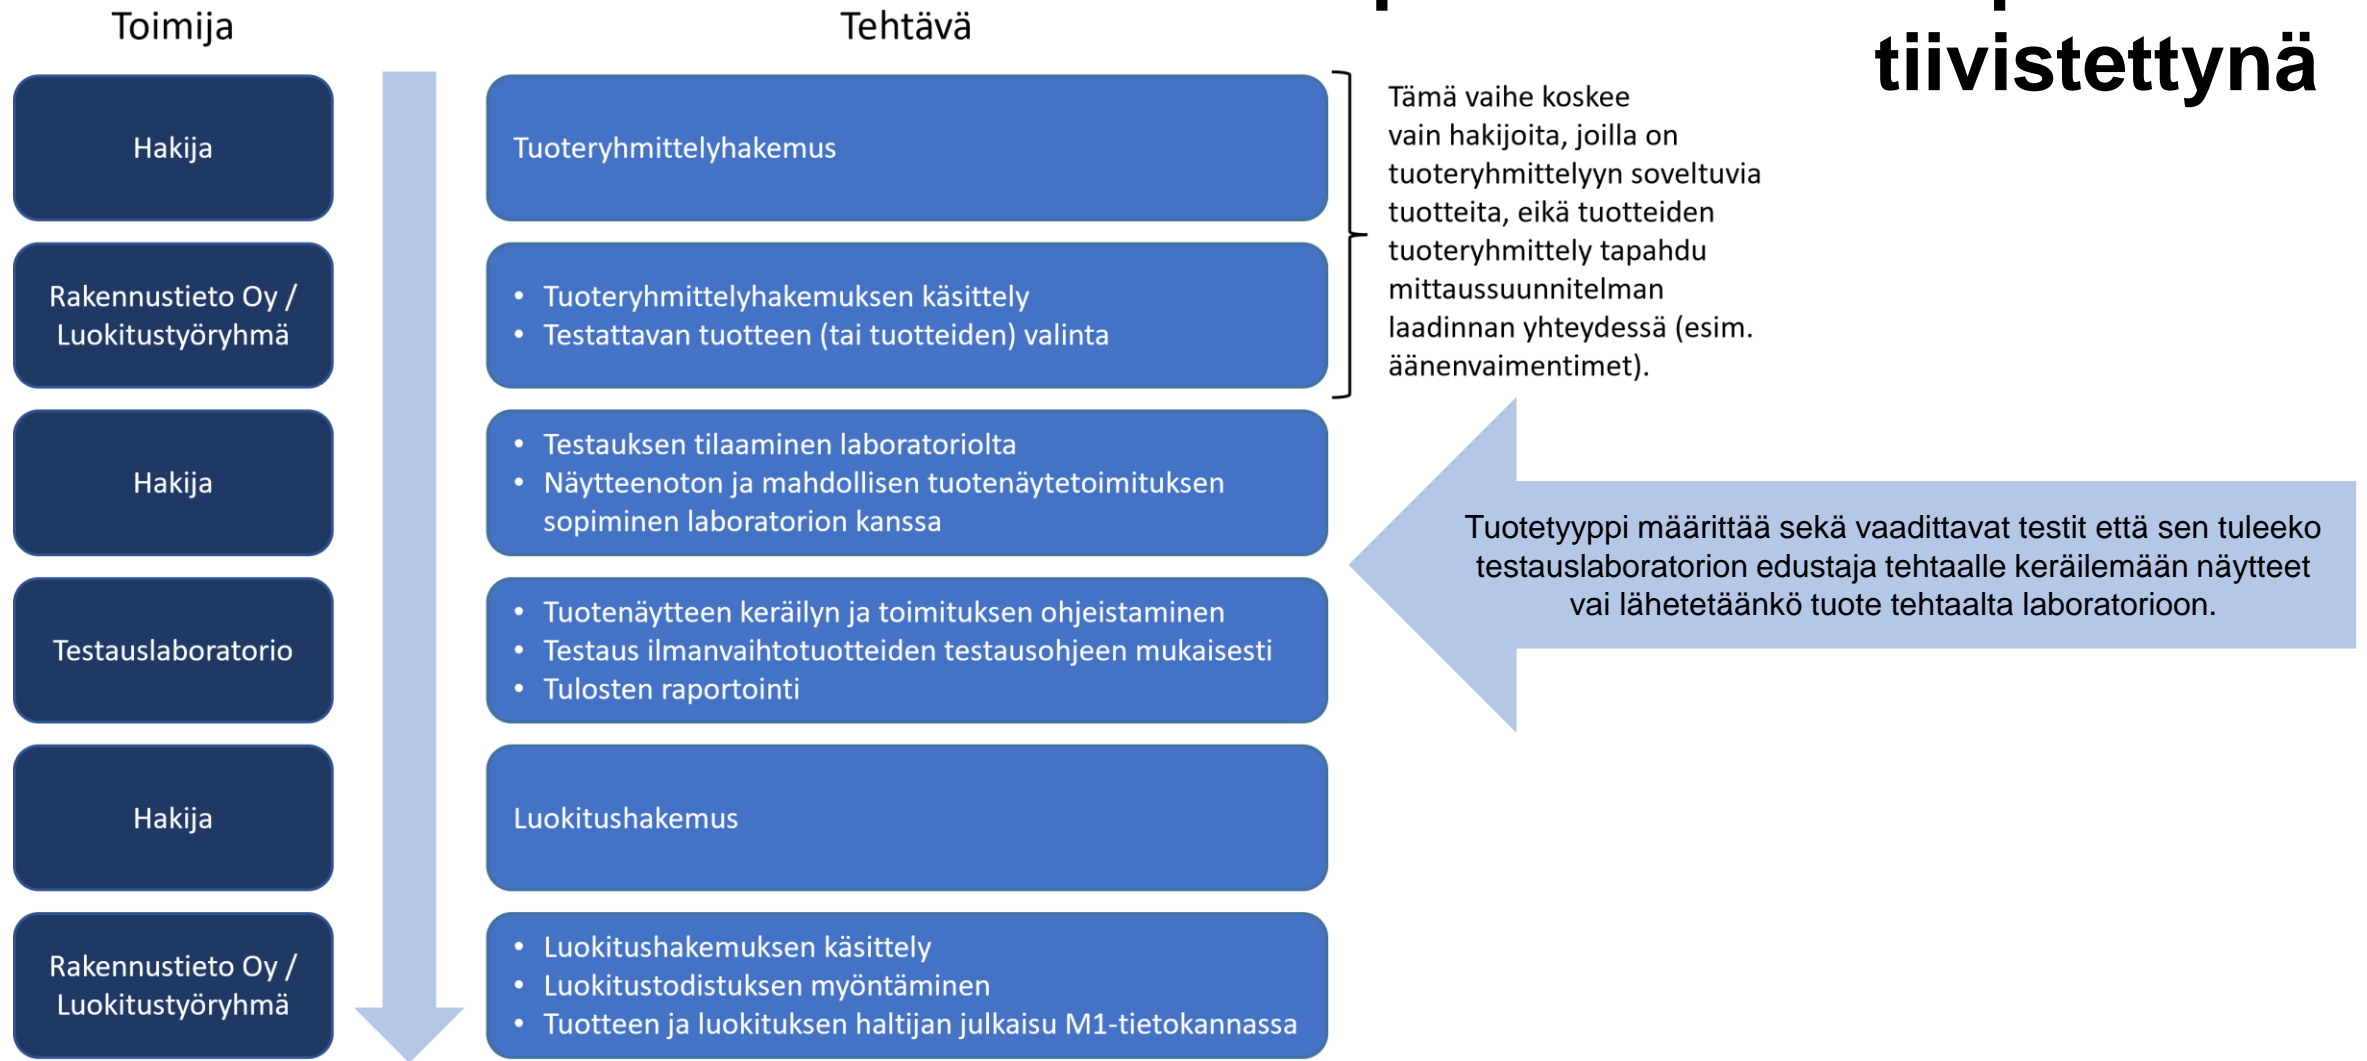 tiivistettynä
Toimija
Tehtävä
Hakija
Tuoteryhmittelyhakemus
Tämä vaihe koskee
vain hakijoita, joilla on
tuoteryhmittelyyn soveltuvia
tuotteita, eikä tuotteiden
tuoteryhmittely tapahdu
mittaussuunnitelman
laadinnan yhteydessä (esim.
äänenvaimentimet).
Rakennustieto Oy /
Luokitustyöryhmä
• Tuoteryhmittelyhakemuksen käsittely
• Testattavan tuotteen (tai tuotteiden) valinta
Hakija
• Testauksen tilaaminen laboratoriolta
• Näytteenoton ja mahdollisen tuotenäytetoimituksen
sopiminen laboratorion kanssa
Tuotetyyppi määrittää sekä vaadittavat testit että sen tuleeko
testauslaboratorion edustaja tehtaalle keräilemään näytteet
vai lähetetäänkö tuote tehtaalta laboratorioon.
Testauslaboratorio
• Tuotenäytteen keräilyn ja toimituksen ohjeistaminen
• Testaus ilmanvaihtotuotteiden testausohjeen mukaisesti
• Tulosten raportointi
Hakija
Luokitushakemus
Rakennustieto Oy /
Luokitustyöryhmä
• Luokitushakemuksen käsittely
• Luokitustodistuksen myöntäminen
• Tuotteen ja luokituksen haltijan julkaisu M1-tietokannassa